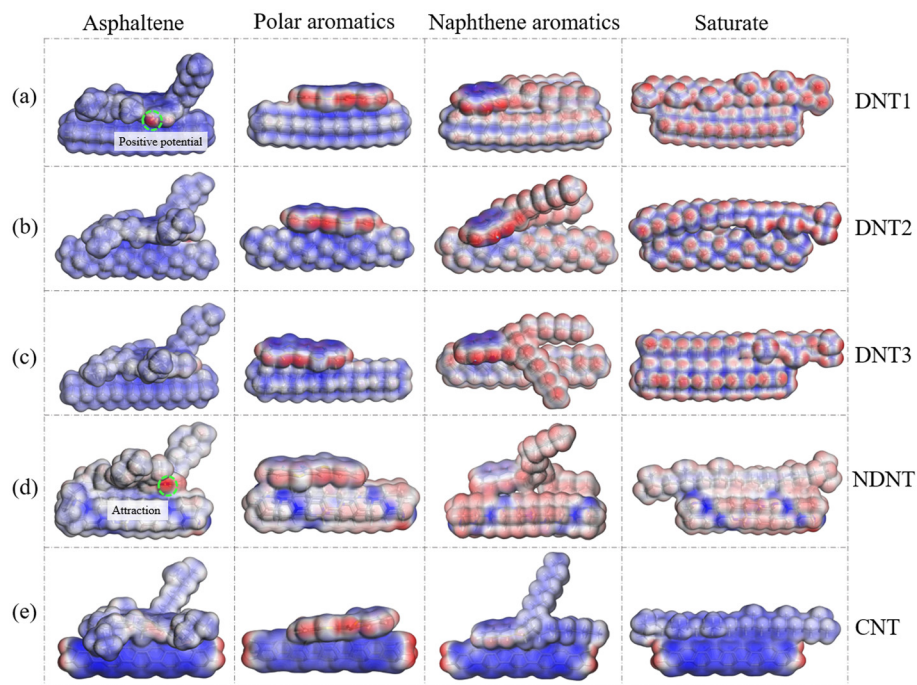 Asphaltene Polar aromatics Naphthene aromatics Saturate
(a) DNT1
Positive potential
(b) DNT2
(c) DNT3
(d) NDNT
Attraction
(e) CNT